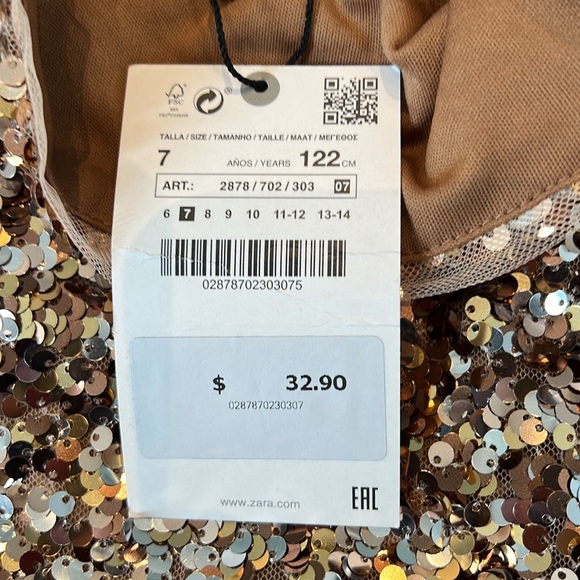 FSC
TALLA / SIZE / TAMANHO / TAILLE / MAAT / ΜΕΓΕΘΟΣ
7 AÑOS / YEARS 122 CM
ART.: 2878 / 702 / 303 07
6 7 8 9 10 11-12 13-14
02878702303075
$ 32.90
0287870230307
www.zara.com EAC